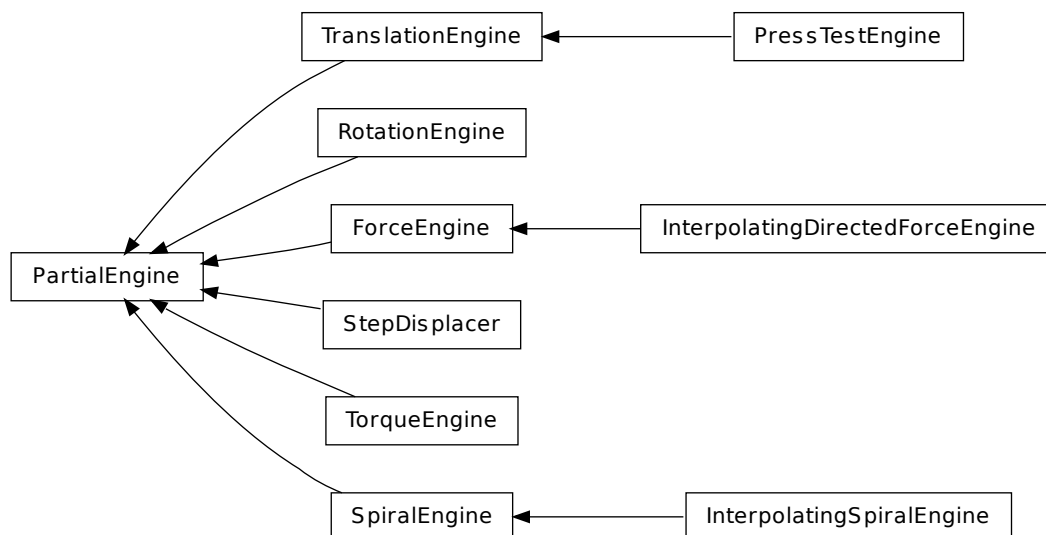 TranslationEngine
PressTestEngine
RotationEngine
ForceEngine
InterpolatingDirectedForceEngine
PartialEngine
StepDisplacer
TorqueEngine
SpiralEngine
InterpolatingSpiralEngine